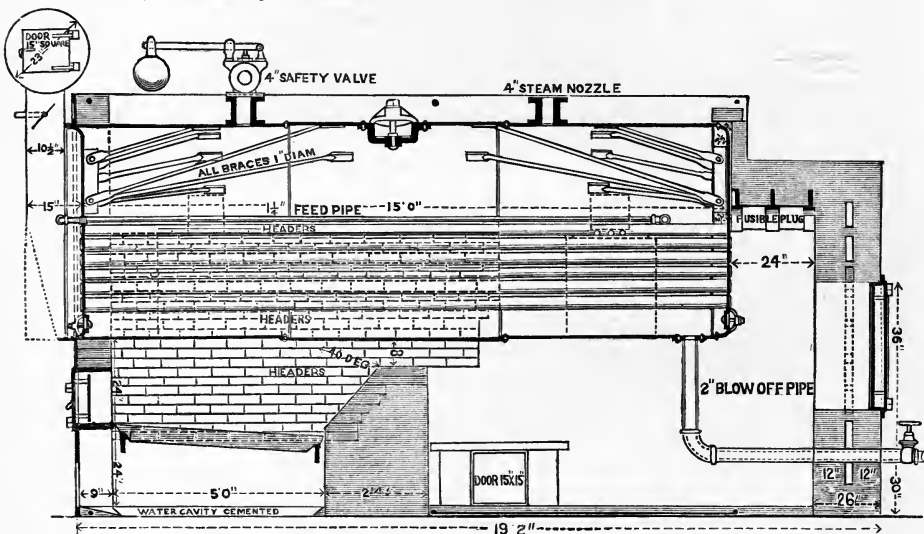 DOOR
15" SQUARE
23"
4" SAFETY VALVE
4" STEAM NOZZLE
10½"
ALL BRACES 1" DIAM
15"
1¼" FEED PIPE 15'0"
HEADERS
FUSIBLE PLUG
24"
HEADERS
40 DEG
8"
HEADERS
36"
24"
2" BLOW OFF PIPE
24"
DOOR 15X15"
12" 12"
30"
9"
5'0"
26"
WATER CAVITY CEMENTED
19'2"